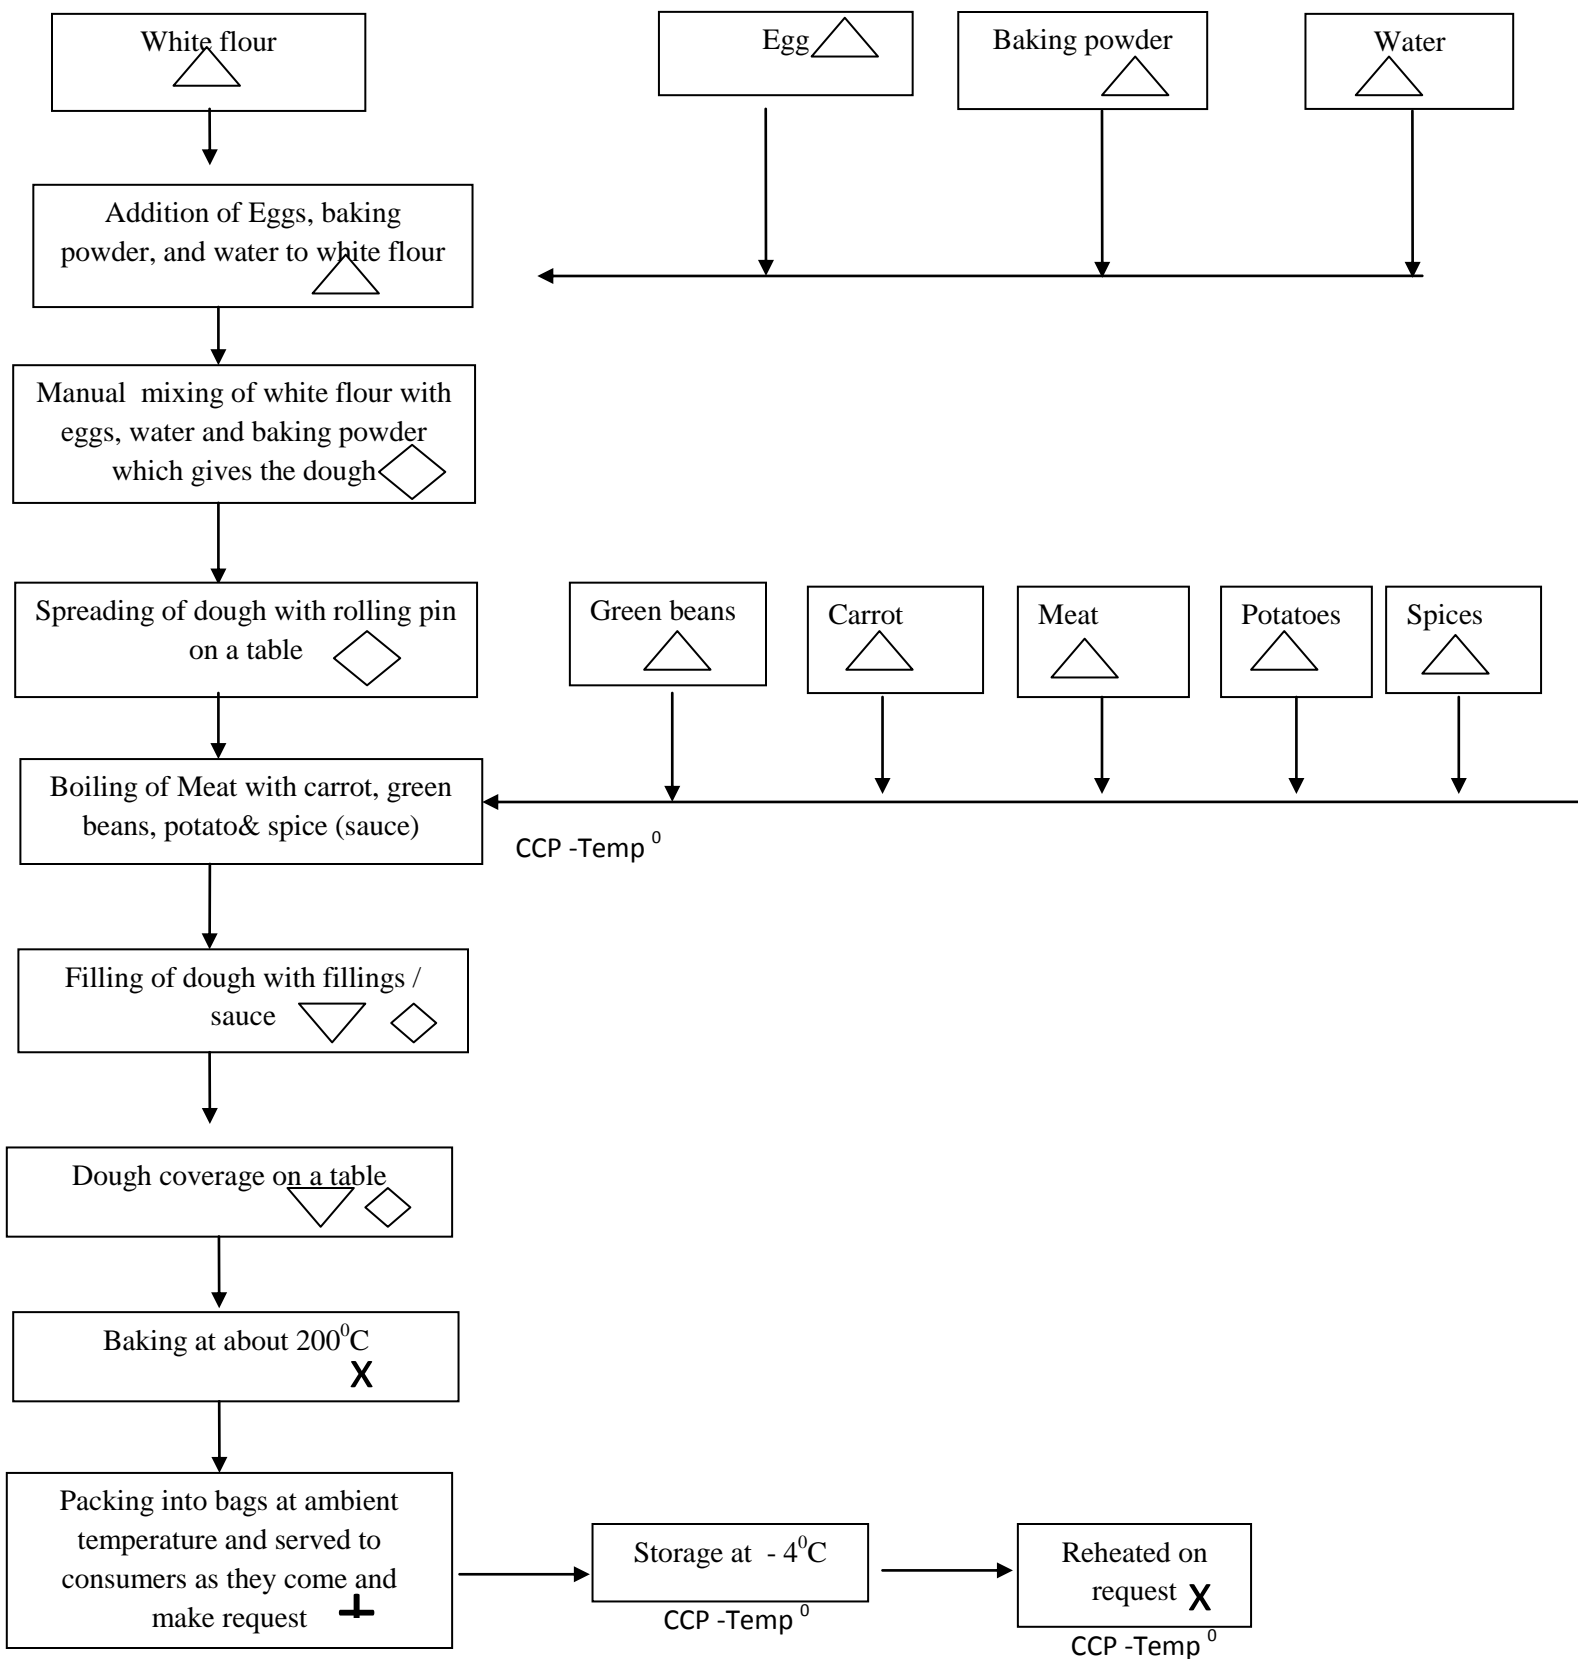 White flour
Egg
Baking powder
Water
Addition of Eggs, baking
powder, and water to white flour
Manual  mixing of white flour with
eggs, water and baking powder
which gives the dough
Spreading of dough with rolling pin
on a table
Green beans
Carrot
Meat
Potatoes
Spices
Boiling of Meat with carrot, green
beans, potato& spice (sauce)
CCP -Temp ⁰
Filling of dough with fillings /
sauce
Dough coverage on a table
Baking at about 200⁰C
X
Packing into bags at ambient
temperature and served to
consumers as they come and
make request
Storage at  - 4⁰C
CCP -Temp ⁰
Reheated on
request X
CCP -Temp ⁰